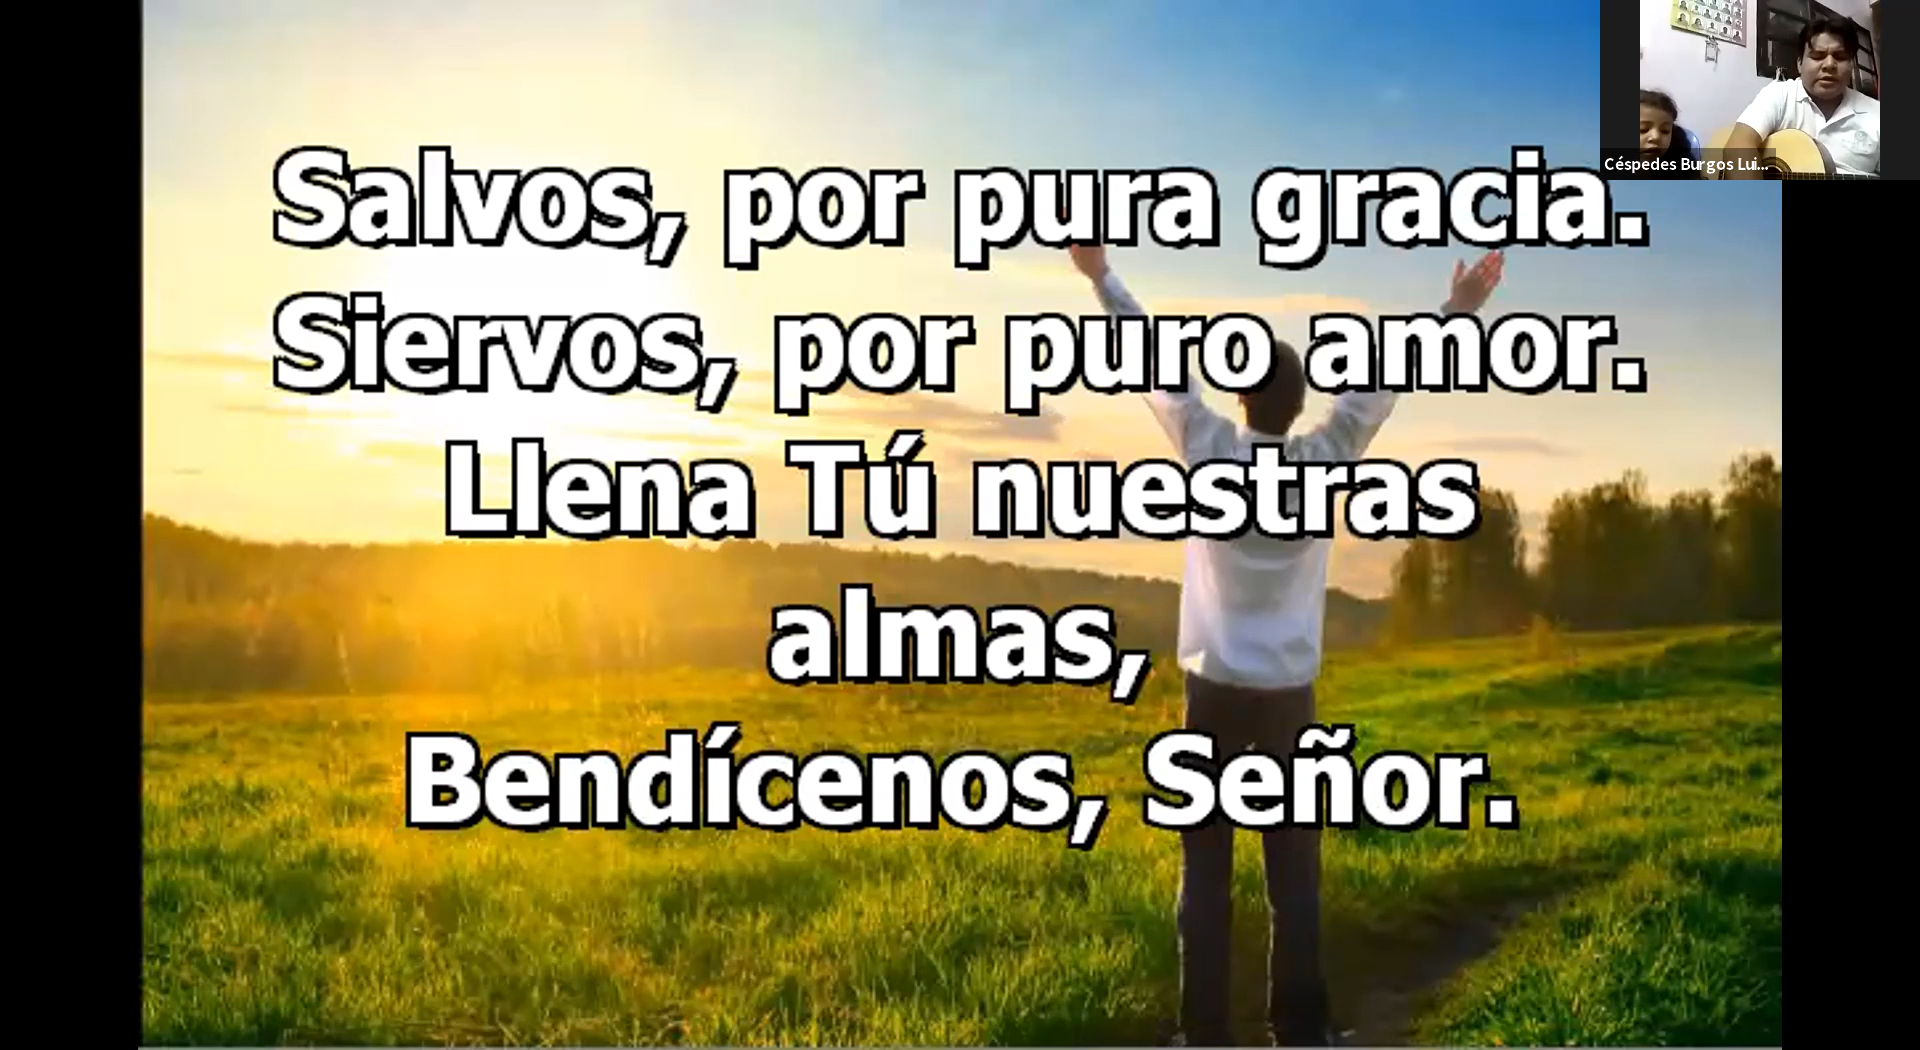 Salvos, por pura gracia.
Siervos, por puro amor.
Llena Tú nuestras
almas,
Bendícenos, Señor.
Céspedes Burgos Lui...